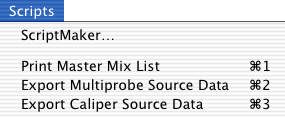 Scripts
ScriptMaker...
Print Master Mix List ⌘1
Export Multiprobe Source Data ⌘2
Export Caliper Source Data ⌘3